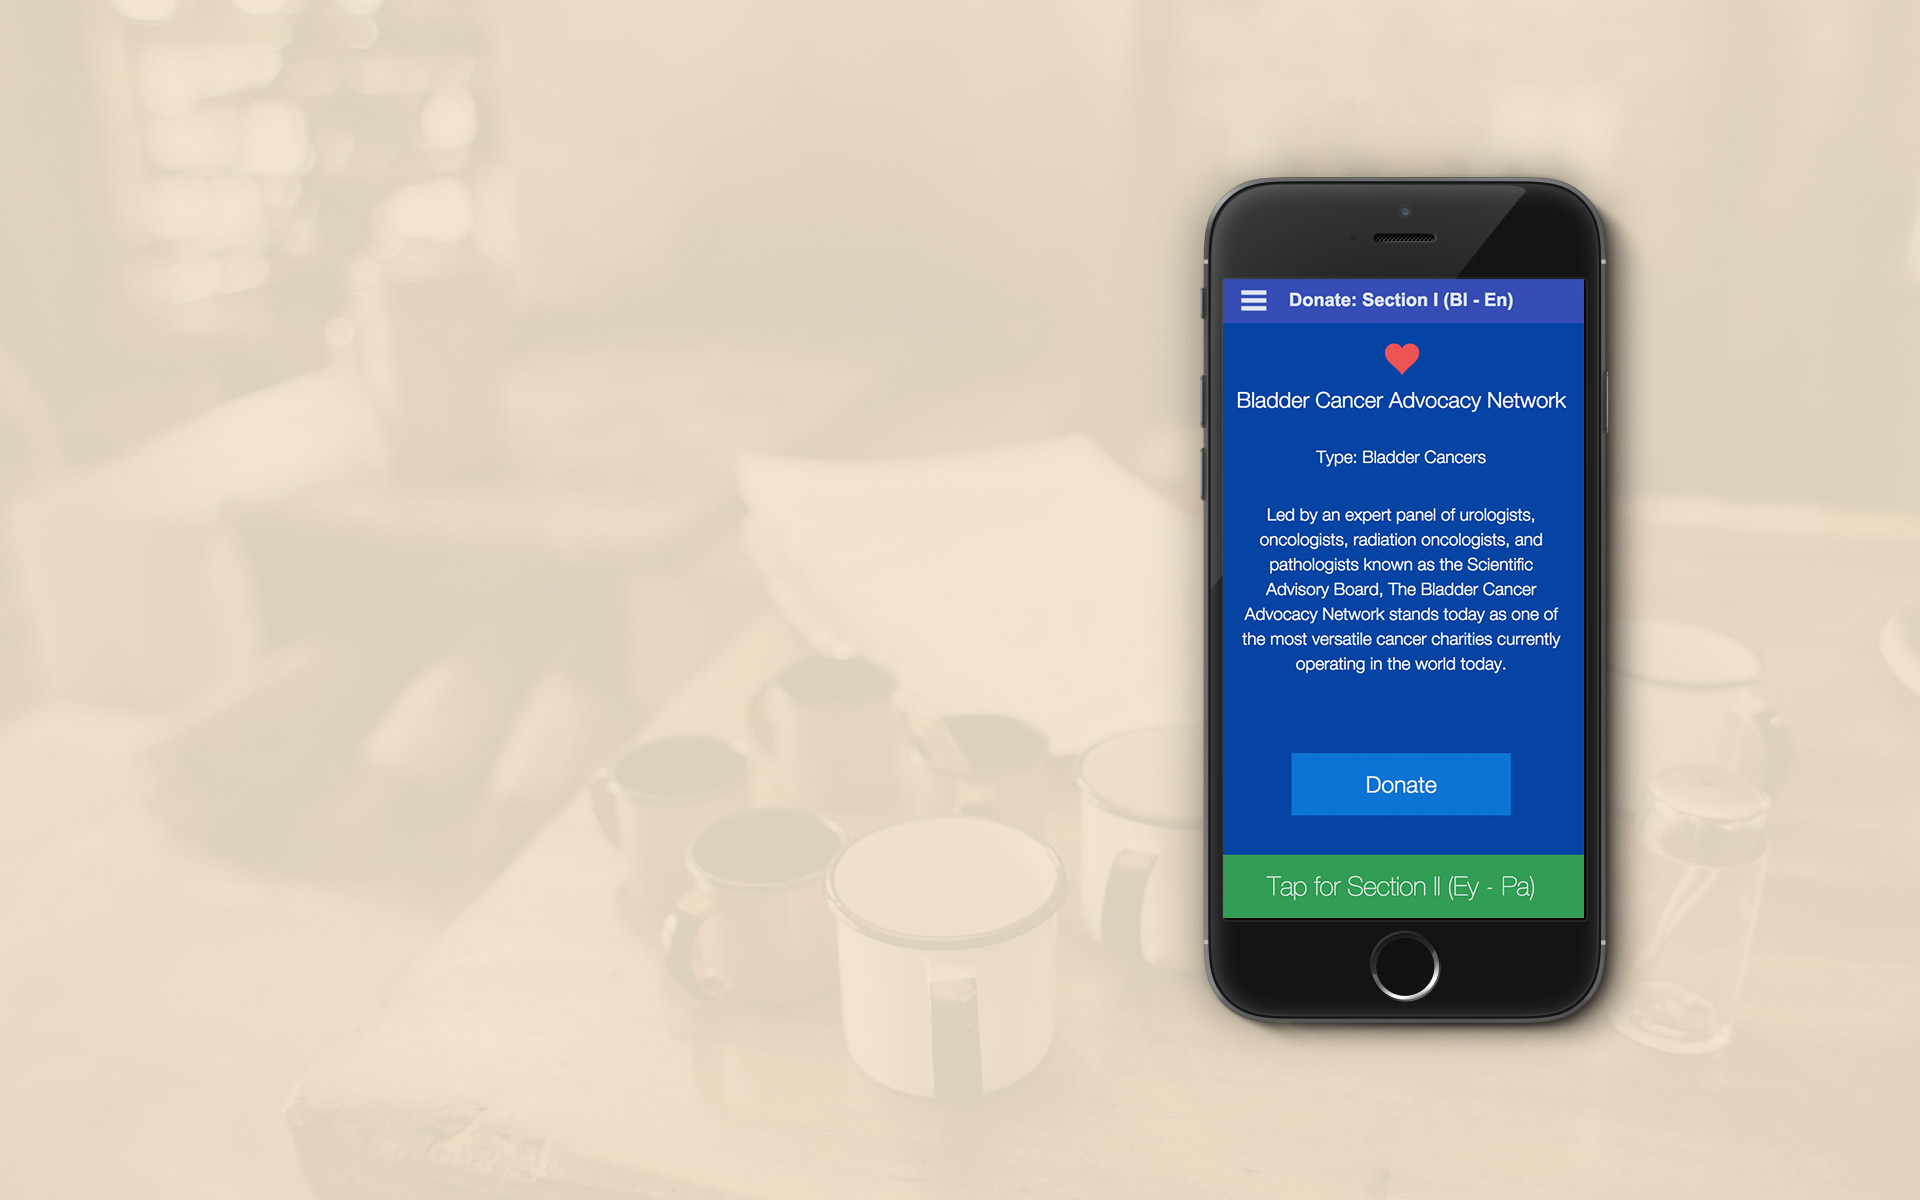 Donate: Section I (Bl - En)
Bladder Cancer Advocacy Network
Type: Bladder Cancers
Led by an expert panel of urologists,
oncologists, radiation oncologists, and
pathologists known as the Scientific
Advisory Board, The Bladder Cancer
Advocacy Network stands today as one of
the most versatile cancer charities currently
operating in the world today.
Donate
Tap for Section II (Ey - Pa)